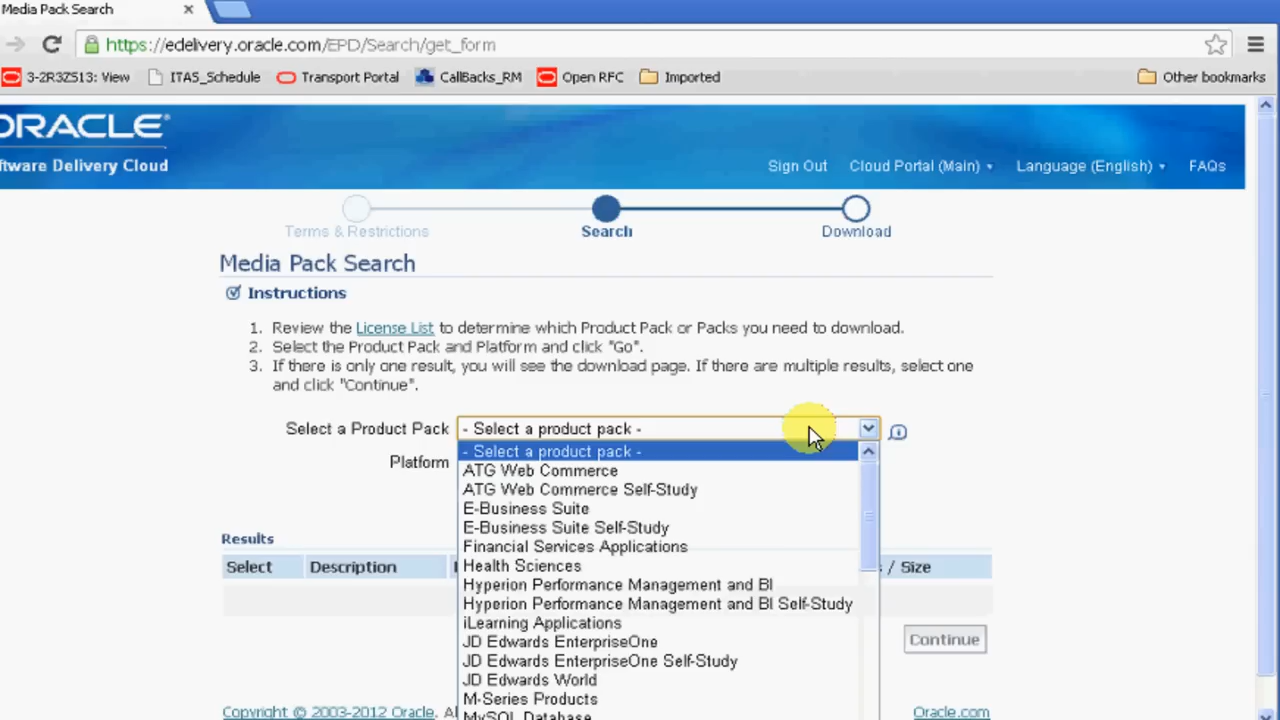 Media Pack Search
https://edelivery.oracle.com/EPD/Search/get_form
3-2R3ZS13: View ITAS_Schedule Transport Portal CallBacks_RM Open RFC Imported Other bookmarks
ORACLE®
ftware Delivery Cloud
Sign Out Cloud Portal (Main) Language (English) FAQs
Terms & Restrictions Search Download
Media Pack Search
Instructions
1. Review the License List to determine which Product Pack or Packs you need to download.
2. Select the Product Pack and Platform and click "Go".
3. If there is only one result, you will see the download page. If there are multiple results, select one
and click "Continue".
Select a Product Pack - Select a product pack -
- Select a product pack -
Platform
ATG Web Commerce
ATG Web Commerce Self-Study
E-Business Suite
E-Business Suite Self-Study
Results
Financial Services Applications
Select Description / Size
Health Sciences
Hyperion Performance Management and BI
Hyperion Performance Management and BI Self-Study
iLearning Applications
JD Edwards EnterpriseOne
Continue
JD Edwards EnterpriseOne Self-Study
JD Edwards World
M-Series Products
MySQL Database
Copyright © 2003-2012 Oracle. Oracle.com